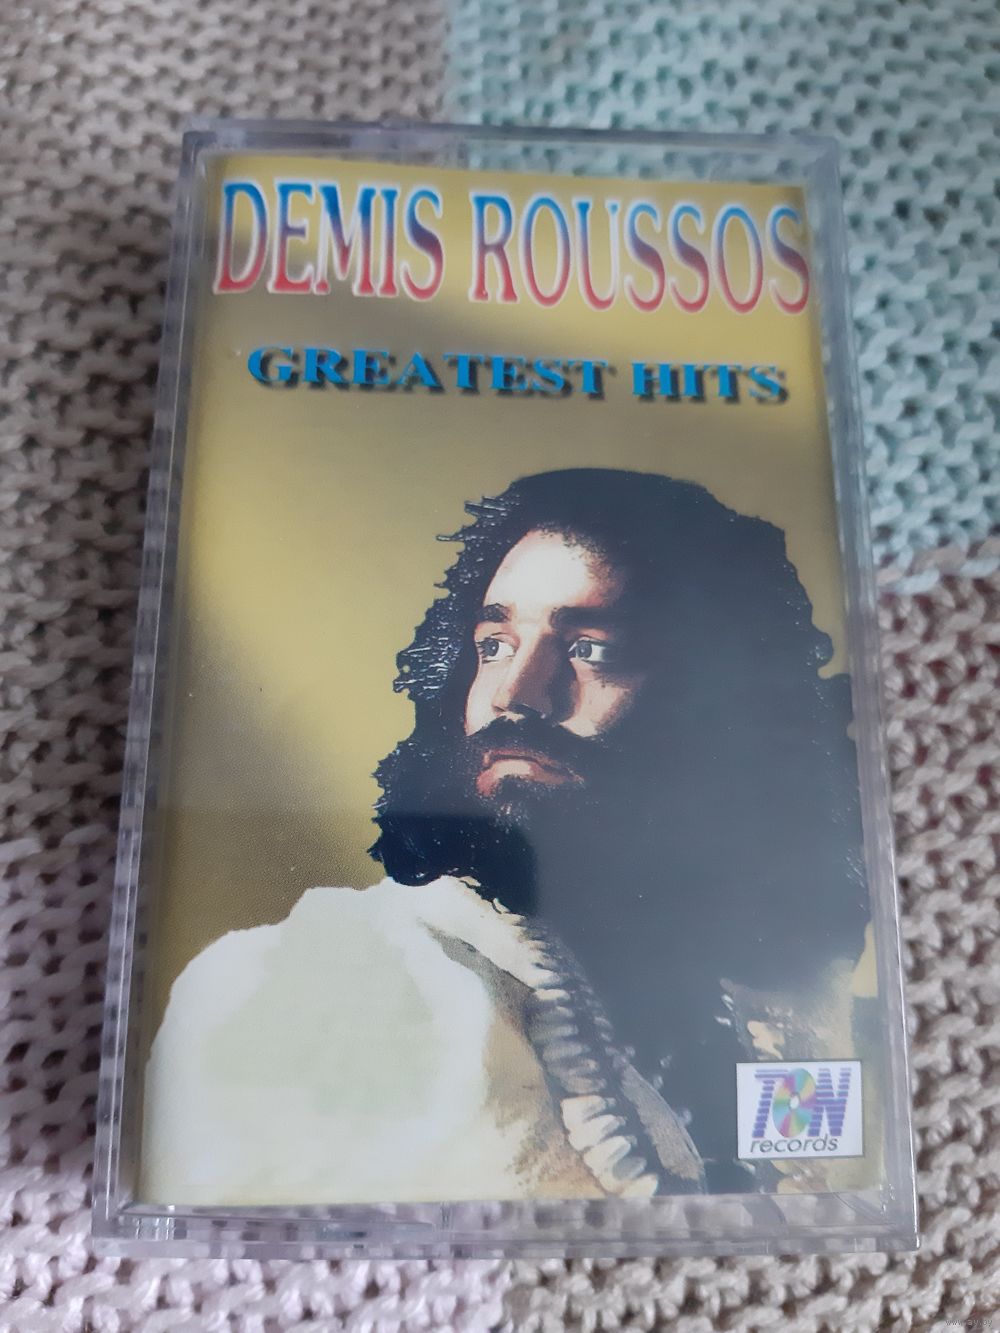 DEMIS ROUSSOS
GREATEST HITS
TON
records